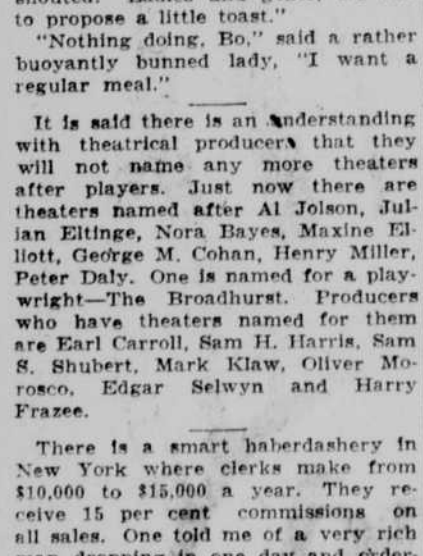 to propose a little toast."
"Nothing doing, Bo," said a rather
buoyantly bunned lady, "I want a
regular meal."
It is said there is an understanding
with theatrical producers that they
will not name any more theaters
after players. Just now there are
theaters named after Al Jolson, Jul-
ian Eltinge, Nora Bayes, Maxine El-
liott, George M. Cohan, Henry Miller,
Peter Daly. One is named for a play-
wright—The Broadhurst. Producers
who have theaters named for them
are Earl Carroll, Sam H. Harris, Sam
S. Shubert, Mark Klaw, Oliver Mo-
rosco, Edgar Selwyn and Harry
Frazee.
There is a smart haberdashery in
New York where clerks make from
$10,000 to $15,000 a year. They re-
ceive 15 per cent commissions on
all sales. One told me of a very rich